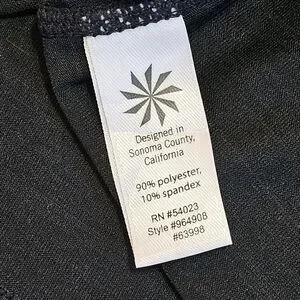 Designed in
Sonoma County,
California
90% polyester,
10% spandex
RN #54023
Style #964908
#63998